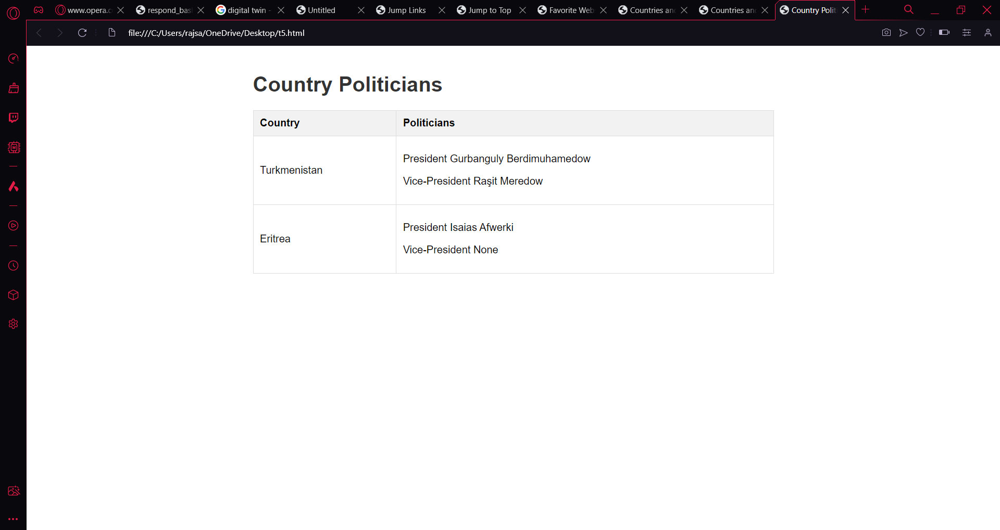 www.opera.c
respond_bas
digital twin -
Untitled
Jump Links
Jump to Top
Favorite Web
Countries an
Countries an
Country Polit
file:///C:/Users/rajsa/OneDrive/Desktop/t5.html
Country Politicians
Country Politicians
Turkmenistan
President Gurbanguly Berdimuhamedow
Vice-President Raşit Meredow
Eritrea
President Isaias Afwerki
Vice-President None